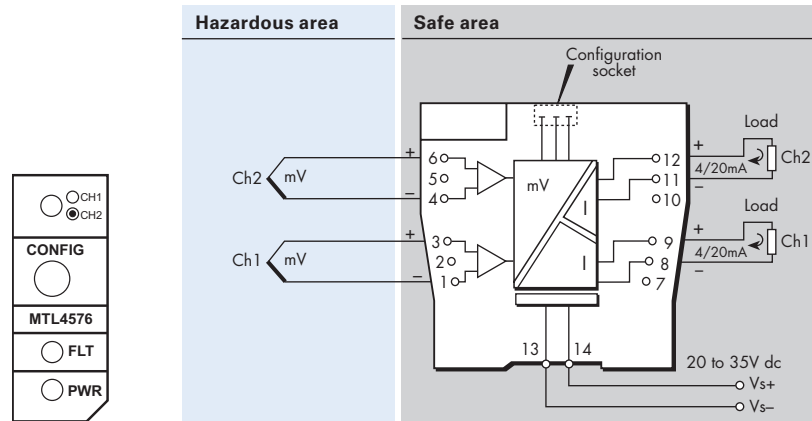 Hazardous area
Safe area
Configuration
socket
Load
+
6
12
+
Ch2
mV
5
mV
11
4/20mA
Ch2
–
4
I
10
–
CH1
CH2
Load
+
3
9
+
CONFIG
Ch1
mV
2
I
8
4/20mA
Ch1
–
1
7
–
MTL4576
FLT
13
14
20 to 35V dc
Vs+
PWR
Vs–